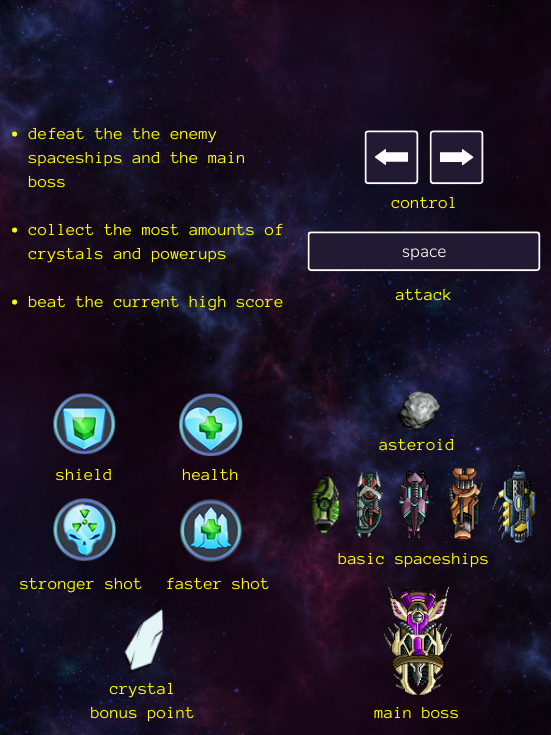 • defeat the the enemy
spaceships and the main
boss
• collect the most amounts of
crystals and powerups
• beat the current high score
control
space
attack
shield
health
stronger shot
faster shot
crystal
bonus point
asteroid
basic spaceships
main boss